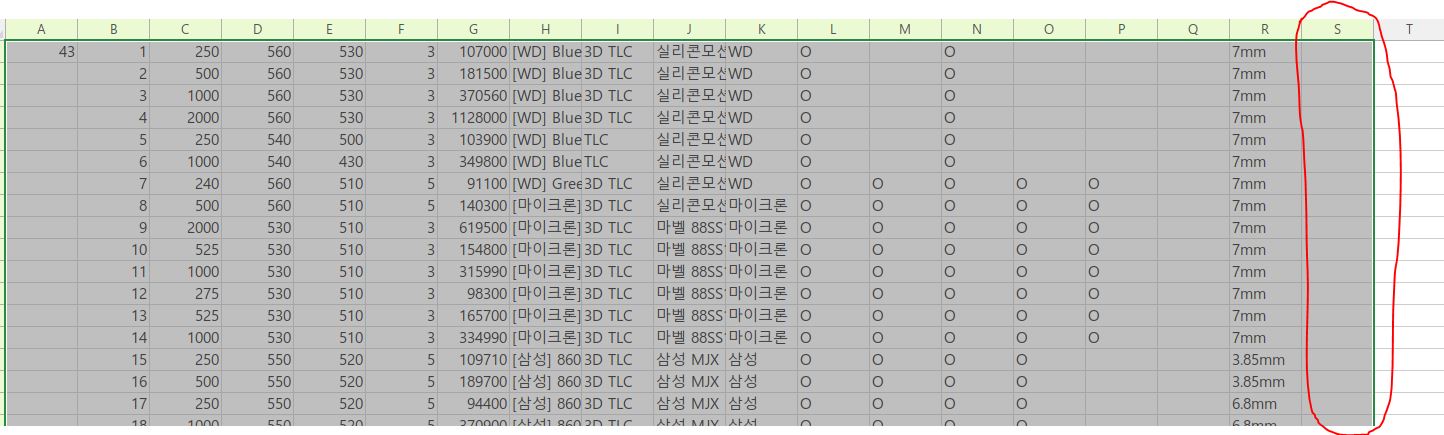 A B C D E F G H I J K L M N O P Q R S T
43 1 250 560 530 3 107000 [WD] Blue 3D TLC 실리콘모션 WD O O 7mm
2 500 560 530 3 181500 [WD] Blue 3D TLC 실리콘모션 WD O O 7mm
3 1000 560 530 3 370560 [WD] Blue 3D TLC 실리콘모션 WD O O 7mm
4 2000 560 530 3 1128000 [WD] Blue 3D TLC 실리콘모션 WD O O 7mm
5 250 540 500 3 103900 [WD] Blue TLC 실리콘모션 WD O O 7mm
6 1000 540 430 3 349800 [WD] Blue TLC 실리콘모션 WD O O 7mm
7 240 560 510 5 91100 [WD] Gree 3D TLC 실리콘모션 WD O O O O O 7mm
8 500 560 510 5 140300 [마이크론] 3D TLC 실리콘모션 마이크론 O O O O O 7mm
9 2000 530 510 3 619500 [마이크론] 3D TLC 마벨 88SS 마이크론 O O O O O 7mm
10 525 530 510 3 154800 [마이크론] 3D TLC 마벨 88SS 마이크론 O O O O O 7mm
11 1000 530 510 3 315990 [마이크론] 3D TLC 마벨 88SS 마이크론 O O O O O 7mm
12 275 530 510 3 98300 [마이크론] 3D TLC 마벨 88SS 마이크론 O O O O O 7mm
13 525 530 510 5 165700 [마이크론] 3D TLC 마벨 88SS 마이크론 O O O O O 7mm
14 1000 530 510 5 334990 [마이크론] 3D TLC 마벨 88SS 마이크론 O O O O O 7mm
15 250 550 520 5 109710 [삼성] 860 3D TLC 삼성 MJX 삼성 O O O O 3.85mm
16 500 550 520 5 189700 [삼성] 860 3D TLC 삼성 MJX 삼성 O O O O 3.85mm
17 250 550 520 5 94400 [삼성] 860 3D TLC 삼성 MJX 삼성 O O O O 6.8mm
18 1000 550 520 5 370900 [삼성] 860 3D TLC 삼성 MJX 삼성 O O O O 6.8mm